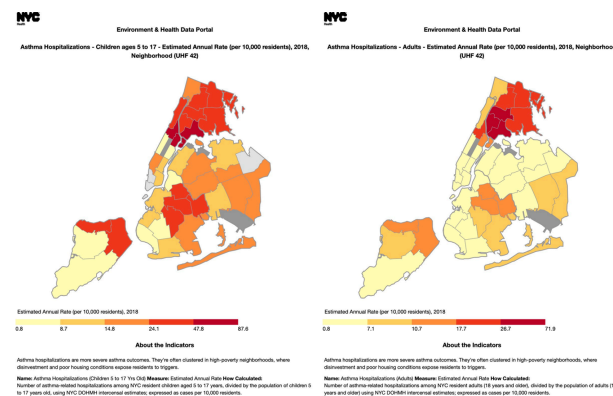 NYC
Health
Environment & Health Data Portal
Asthma Hospitalizations - Children ages 5 to 17 - Estimated Annual Rate (per 10,000 residents), 2018,
Neighborhood (UHF 42)
Estimated Annual Rate (per 10,000 residents), 2018
0.8 8.7 14.8 24.1 47.8 87.6
About the Indicators
Asthma hospitalizations are more severe asthma outcomes. They're often clustered in high-poverty neighborhoods, where
disinvestment and poor housing conditions expose residents to triggers.
Name: Asthma Hospitalizations (Children 5 to 17 Yrs Old) Measure: Estimated Annual Rate How Calculated:
Number of asthma-related hospitalizations among NYC resident children aged 5 to 17 years, divided by the population of children 5
to 17 years old, using NYC DOHMH intercensal estimates; expressed as cases per 10,000 residents.
NYC
Health
Environment & Health Data Portal
Asthma Hospitalizations - Adults - Estimated Annual Rate (per 10,000 residents), 2018, Neighborhoo
(UHF 42)
Estimated Annual Rate (per 10,000 residents), 2018
0.8 7.1 10.7 17.7 26.7 71.9
About the Indicators
Asthma hospitalizations are more severe asthma outcomes. They're often clustered in high-poverty neighborhoods, where
disinvestment and poor housing conditions expose residents to triggers.
Name: Asthma Hospitalizations (Adults) Measure: Estimated Annual Rate How Calculated:
Number of asthma-related hospitalizations among NYC resident adults (18 years and older), divided by the population of adults (1
years and older) using NYC DOHMH intercensal estimates; expressed as cases per 10,000 residents.